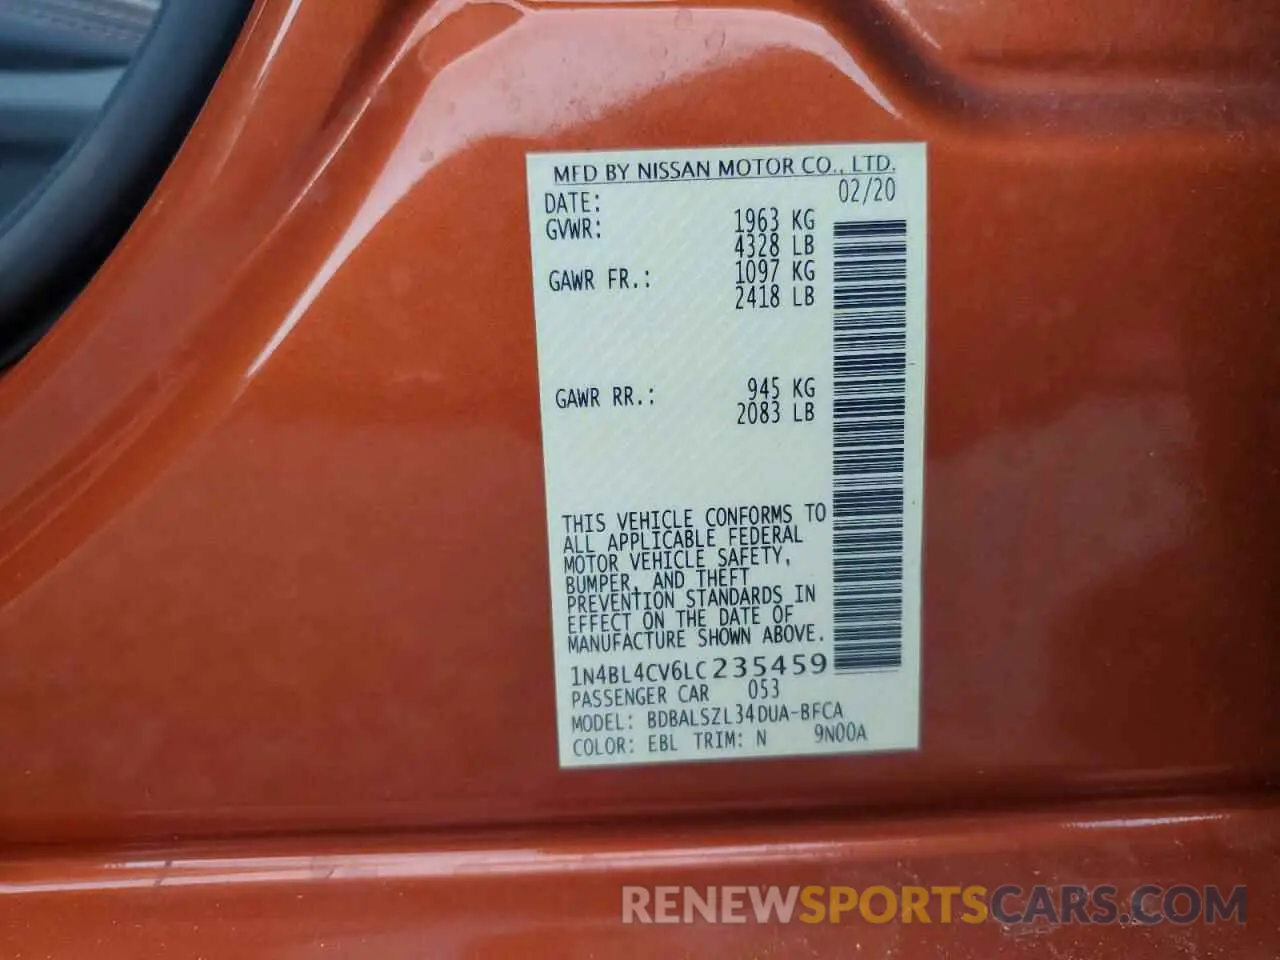 MFD BY NISSAN MOTOR CO., LTD.
DATE: 02/20
GVWR: 1963 KG
4328 LB
GAWR FR.: 1097 KG
2418 LB
GAWR RR.: 945 KG
2083 LB
THIS VEHICLE CONFORMS TO
ALL APPLICABLE FEDERAL
MOTOR VEHICLE SAFETY,
BUMPER, AND THEFT
PREVENTION STANDARDS IN
EFFECT ON THE DATE OF
MANUFACTURE SHOWN ABOVE.
1N4BL4CV6LC235459
PASSENGER CAR 053
MODEL: BDBALSZL34DUA-BFCA
COLOR: EBL TRIM: N 9N00A
RENEWSPORTSCARS.COM